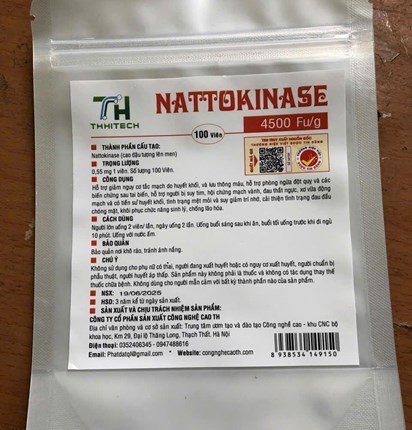 TH
THHITECH
NATTOKINASE
4500 Fu/g
100 Viên
THÀNH PHẦN CẤU TẠO:
Nattokinase (cao đậu tương lên men)
TRỌNG LƯỢNG
0,55 mg 1 viên. Số lượng 100 Viên.
CÔNG DỤNG
Hỗ trợ giảm nguy cơ tắc mạch do huyết khối, và lưu thông máu, hỗ trợ phòng ngừa đột quỵ và các
biến chứng sau tai biến, hỗ trợ người bị suy tim, hội chứng mạch vành, đau thắt ngực, xơ vữa động
mạch và có tiền sử huyết khối, tình trạng mệt mỏi và suy giảm trí nhớ, cải thiện tình trạng đau đầu
chóng mặt, khôi phục chức năng sinh lý, chống lão hóa.
CÁCH DÙNG
Người lớn uống 2 viên/ lần, ngày uống 2 lần. Uống buổi sáng sau khi ăn, buổi tối uống trước khi đi ngủ
10 phút. Uống với nước ấm.
BẢO QUẢN
Bảo quản nơi khô ráo, tránh ánh nắng.
CHÚ Ý
Không sử dụng cho phụ nữ có thai, người đang xuất huyết hoặc có nguy cơ xuất huyết, người chuẩn bị
phẫu thuật, người huyết áp thấp. Sản phẩm này không phải là thuốc và không có tác dụng thay thế
thuốc chữa bệnh. Không dùng cho người mẫn cảm với bất kỳ thành phần nào của sản phẩm.
NSX: 19/06/2025
HSD: 3 năm kể từ ngày sản xuất.
SẢN XUẤT VÀ CHỊU TRÁCH NHIỆM SẢN PHẨM:
CÔNG TY CỔ PHẦN SẢN XUẤT CÔNG NGHỆ CAO TH
Địa chỉ văn phòng và cơ sở sản xuất: Trung tâm ươm tạo và đào tạo Công nghệ cao - khu CNC bộ
khoa học, Km 29, Đại lộ Thăng Long, Thạch Thất, Hà Nội
Điện thoại: 0352406345 - 0947488616
Email: Phatdatql@gmail.com * Website: congnghecaoth.com
8 938534 149150